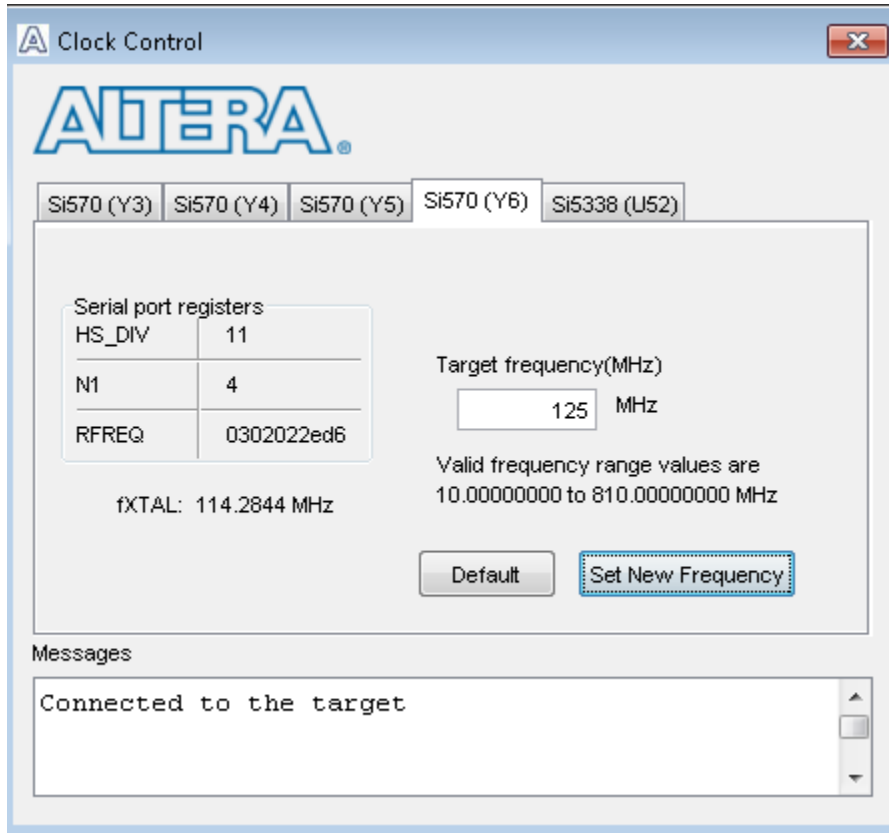 Clock Control
ALTERA®
Si570 (Y3) Si570 (Y4) Si570 (Y5) Si570 (Y6) Si5338 (U52)
Serial port registers
HS_DIV 11
N1 4
RFREQ 0302022ed6
fXTAL: 114.2844 MHz
Target frequency(MHz)
125 MHz
Valid frequency range values are
10.00000000 to 810.00000000 MHz
Default Set New Frequency
Messages
Connected to the target